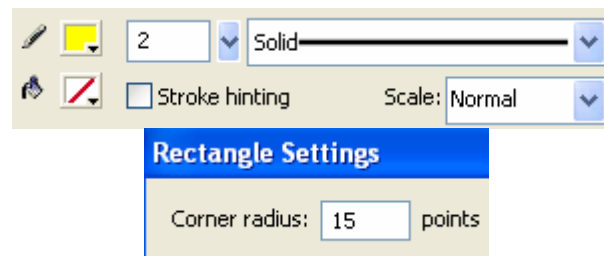 2 Solid
Stroke hinting Scale: Normal
Rectangle Settings
Corner radius: 15 points